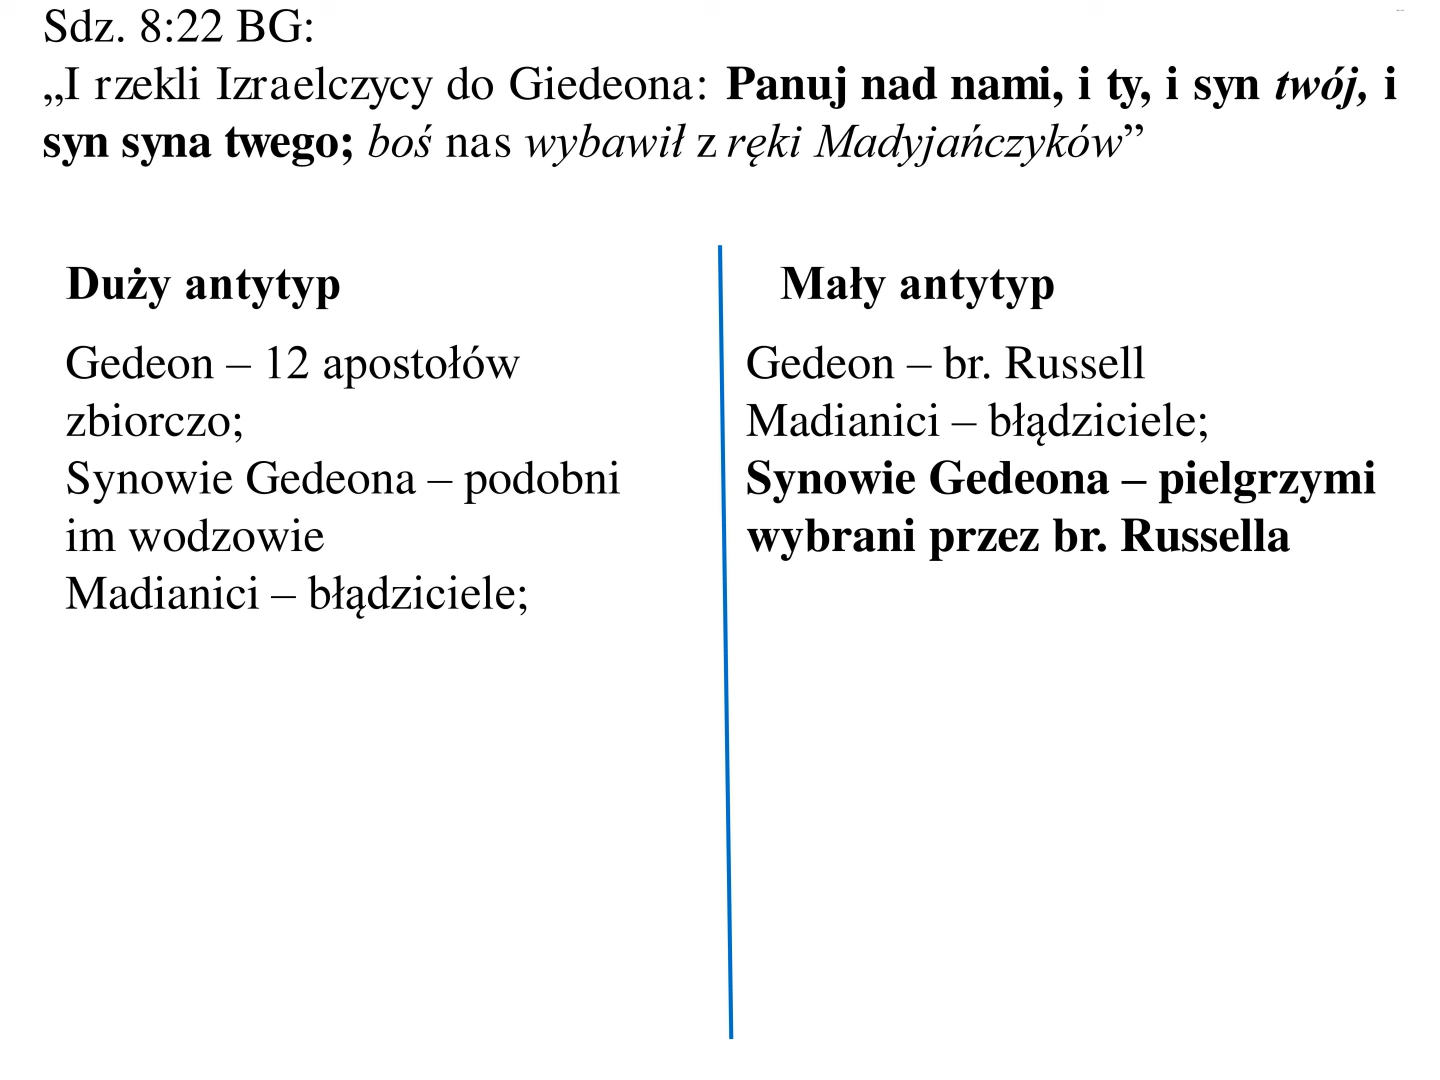 Sdz. 8:22 BG:
„I rzekli Izraelczycy do Giedeona: Panuj nad nami, i ty, i syn twój, i
syn syna twego; boś nas wybawił z ręki Madyjańczyków”
Duży antytyp
Gedeon – 12 apostołów
zbiorczo;
Synowie Gedeona – podobni
im wodzowie
Madianici – błądziciele;
Mały antytyp
Gedeon – br. Russell
Madianici – błądziciele;
Synowie Gedeona – pielgrzymi
wybrani przez br. Russella